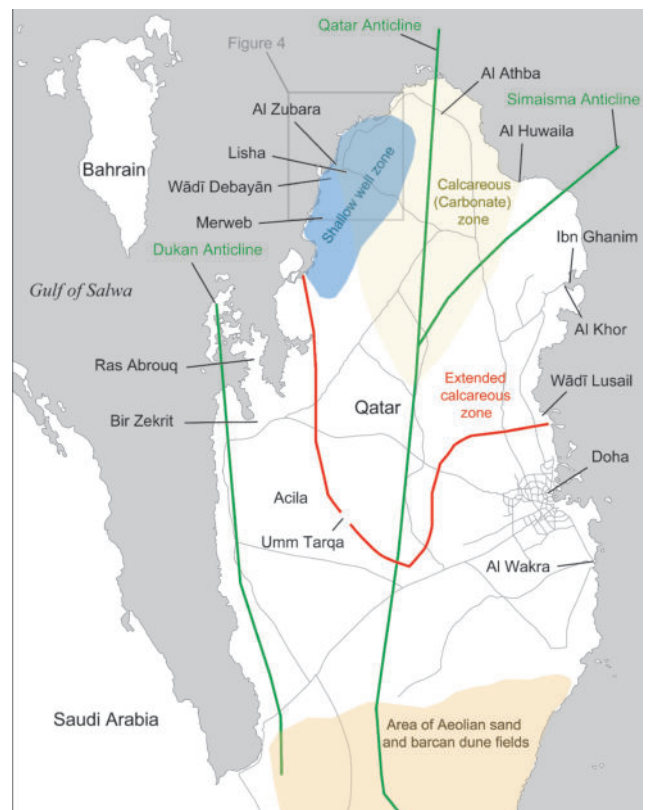 Qatar Anticline
Figure 4
Al Athba
Simaisma Anticline
Al Zubara
Al Huwaila
Lisha
Bahrain
Wādī Debayān
Shallow well zone
Calcareous
(Carbonate)
zone
Merweb
Ibn Ghanim
Dukan Anticline
Gulf of Salwa
Al Khor
Ras Abrouq
Extended
calcareous
zone
Wādī Lusail
Qatar
Bir Zekrit
Doha
Acila
Umm Tarqa
Al Wakra
Saudi Arabia
Area of Aeolian sand
and barcan dune fields